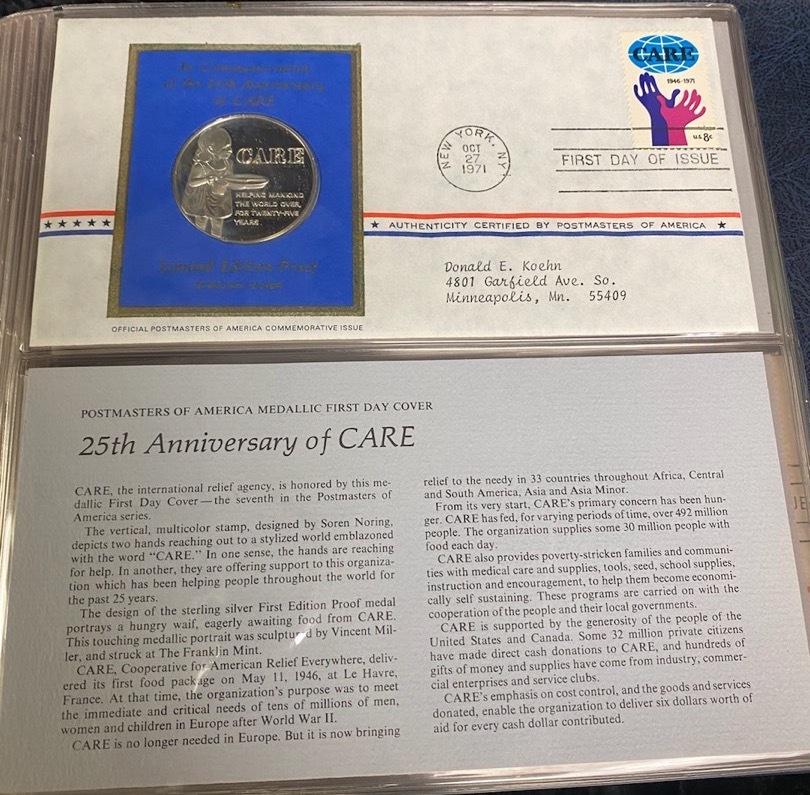 In Commemoration
of the 25th Anniversary
of CARE
CARE
HELPING MANKIND
THE WORLD OVER,
FOR TWENTY-FIVE
YEARS.
Limited Edition Proof
OFFICIAL POSTMASTERS OF AMERICA COMMEMORATIVE ISSUE
CARE
1946-1971
U.S. 8c
NEW YORK, NY
OCT
27
1971
FIRST DAY OF ISSUE
AUTHENTICITY CERTIFIED BY POSTMASTERS OF AMERICA
Donald E. Koehn
4801 Garfield Ave. So.
Minneapolis, Mn. 55409
POSTMASTERS OF AMERICA MEDALLIC FIRST DAY COVER
25th Anniversary of CARE
CARE, the international relief agency, is honored by this me-
dallic First Day Cover—the seventh in the Postmasters of
America series.
The vertical, multicolor stamp, designed by Soren Noring,
depicts two hands reaching out to a stylized world emblazoned
with the word "CARE." In one sense, the hands are reaching
for help. In another, they are offering support to this organiza-
tion which has been helping people throughout the world for
the past 25 years.
The design of the sterling silver First Edition Proof medal
portrays a hungry waif, eagerly awaiting food from CARE.
This touching medallic portrait was sculptured by Vincent Mil-
ler, and struck at The Franklin Mint.
CARE, Cooperative for American Relief Everywhere, deliv-
ered its first food package on May 11, 1946, at Le Havre,
France. At that time, the organization's purpose was to meet
the immediate and critical needs of tens of millions of men,
women and children in Europe after World War II.
CARE is no longer needed in Europe. But it is now bringing
relief to the needy in 33 countries throughout Africa, Central
and South America, Asia and Asia Minor.
From its very start, CARE's primary concern has been hun-
ger. CARE has fed, for varying periods of time, over 492 million
people. The organization supplies some 30 million people with
food each day.
CARE also provides poverty-stricken families and communi-
ties with medical care and supplies, tools, seed, school supplies,
instruction and encouragement, to help them become economi-
cally self sustaining. These programs are carried on with the
cooperation of the people and their local governments.
CARE is supported by the generosity of the people of the
United States and Canada. Some 32 million private citizens
have made direct cash donations to CARE, and hundreds of
gifts of money and supplies have come from industry, commer-
cial enterprises and service clubs.
CARE's emphasis on cost control, and the goods and services
donated, enable the organization to deliver six dollars worth of
aid for every cash dollar contributed.